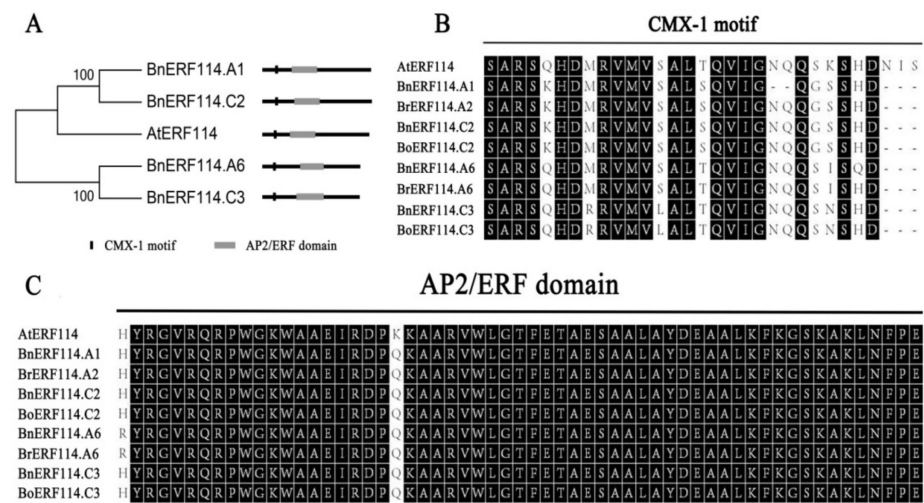 A
BnERF114.A1
100
BnERF114.C2
AtERF114
BnERF114.A6
100
BnERF114.C3
CMX-1 motif AP2/ERF domain
B
CMX-1 motif
AtERF114 SARSQHDMRVMVSALTQVIGNQQSKSHDNIS
BnERF114.A1 SARSKHDMRVMVSALSQVIG--QGSSHD---
BrERF114.A2 SARSKHDMRVMVSALTQVIGNQQGSSHD---
BnERF114.C2 SARSKHDMRVMVSALSQVIGNQQGSSHD---
BoERF114.C2 SARSKHDMRVMVSALSQVIGNQQGSSHD---
BnERF114.A6 SARSQHDMRVMVSALTQVIGNQQSISQD---
BrERF114.A6 SARSQHDMRVMVSALTQVIGNQQSISQD---
BnERF114.C3 SARSQHDRRVMVLALTQVIGNQQSNSHD---
BoERF114.C3 SARSQHDRRVMVLALTQVIGNQQSNSHD---
C
AP2/ERF domain
AtERF114 HYRGVRQRPWGKWAAEIRDPKKAARVWLGTFETAESAALAYDEAALKFKGSKAKLNFPE
BnERF114.A1 HYRGVRQRPWGKWAAEIRDPQKAARVWLGTFETAESAALAYDEAALKFKGSKAKLNFPE
BrERF114.A2 HYRGVRQRPWGKWAAEIRDPQKAARVWLGTFETAESAALAYDEAALKFKGSKAKLNFPE
BnERF114.C2 HYRGVRQRPWGKWAAEIRDPQKAARVWLGTFETAESAALAYDEAALKFKGSKAKLNFPE
BoERF114.C2 HYRGVRQRPWGKWAAEIRDPQKAARVWLGTFETAESAALAYDEAALKFKGSKAKLNFPE
BnERF114.A6 RYRGVRQRPWGKWAAEIRDPQKAARVWLGTFETAESAALAYDEAALKFKGSKAKLNFPE
BrERF114.A6 RYRGVRQRPWGKWAAEIRDPQKAARVWLGTFETAESAALAYDEAALKFKGSKAKLNFPE
BnERF114.C3 HYRGVRQRPWGKWAAEIRDPQKAARVWLGTFETAESAALAYDEAALKFKGSKAKLNFPE
BoERF114.C3 HYRGVRQRPWGKWAAEIRDPQKAARVWLGTFETAESAALAYDEAALKFKGSKAKLNFPE